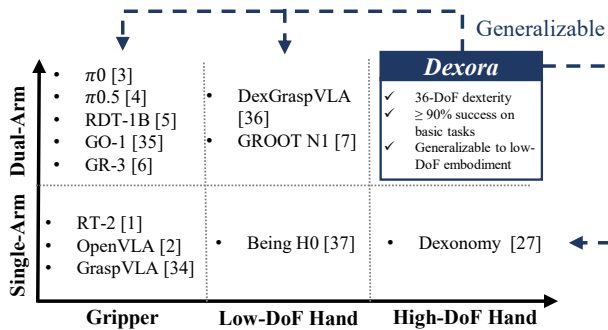 Generalizable
Dual-Arm
• π0 [3]
• π0.5 [4]
• RDT-1B [5]
• GO-1 [35]
• GR-3 [6]
• DexGraspVLA
[36]
• GROOT N1 [7]
Dexora
✓ 36-DoF dexterity
✓ ≥ 90% success on
basic tasks
✓ Generalizable to low-
DoF embodiment
Single-Arm
• RT-2 [1]
• OpenVLA [2]
• GraspVLA [34]
• Being H0 [37]
• Dexonomy [27]
Gripper
Low-DoF Hand
High-DoF Hand